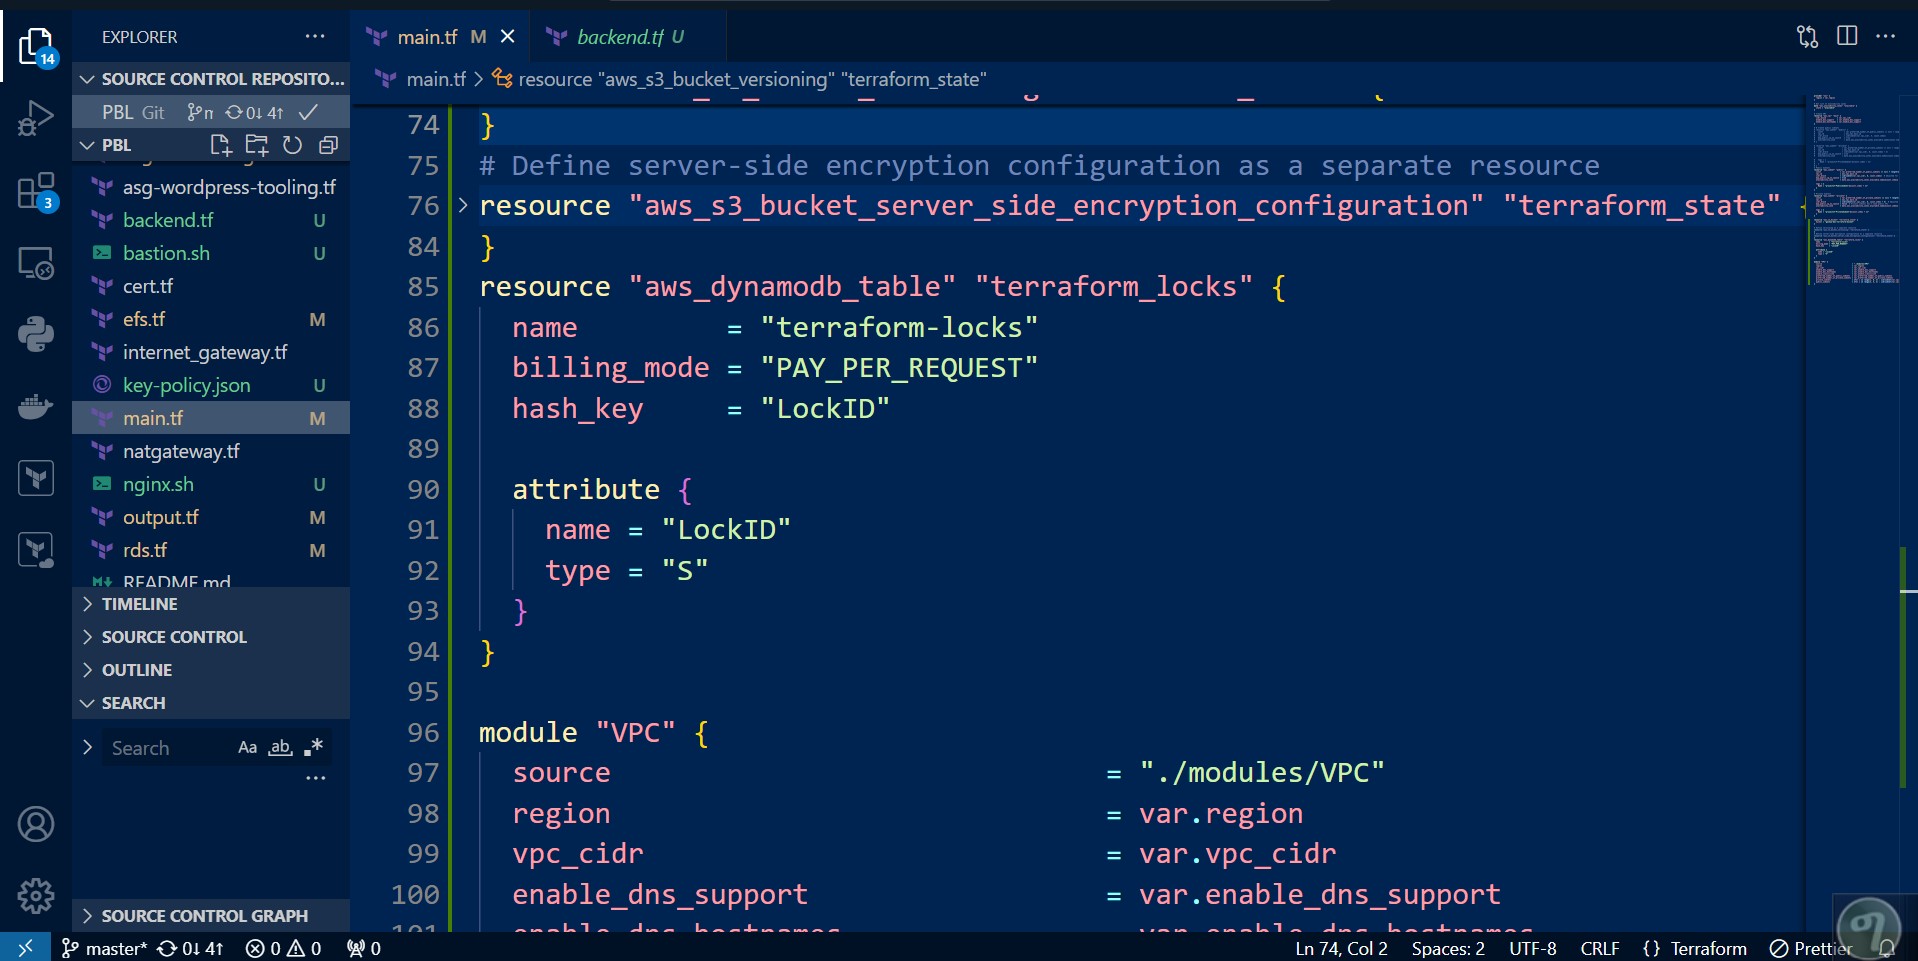 EXPLORER
···
main.tf M ×
backend.tf U
···
14
SOURCE CONTROL REPOSITO...
main.tf > resource "aws_s3_bucket_versioning" "terraform_state"
PBL Git 0↓ 4↑
PBL
asg-wordpress-tooling.tf
backend.tf U
bastion.sh U
cert.tf
efs.tf M
internet_gateway.tf
key-policy.json U
main.tf M
natgateway.tf
nginx.sh U
output.tf M
rds.tf M
README.md
3
TIMELINE
SOURCE CONTROL
OUTLINE
SEARCH
Search Aa ab .*
···
SOURCE CONTROL GRAPH
74 }
75 # Define server-side encryption configuration as a separate resource
76 > resource "aws_s3_bucket_server_side_encryption_configuration" "terraform_state" {
84 }
85 resource "aws_dynamodb_table" "terraform_locks" {
86 name = "terraform-locks"
87 billing_mode = "PAY_PER_REQUEST"
88 hash_key = "LockID"
89
90 attribute {
91 name = "LockID"
92 type = "S"
93 }
94 }
95
96 module "VPC" {
97 source = "./modules/VPC"
98 region = var.region
99 vpc_cidr = var.vpc_cidr
100 enable_dns_support = var.enable_dns_support
101 enable_dns_hostnames = var.enable_dns_hostnames
master* 0↓ 4↑ 0 0 0
Ln 74, Col 2 Spaces: 2 UTF-8 CRLF {} Terraform Prettier